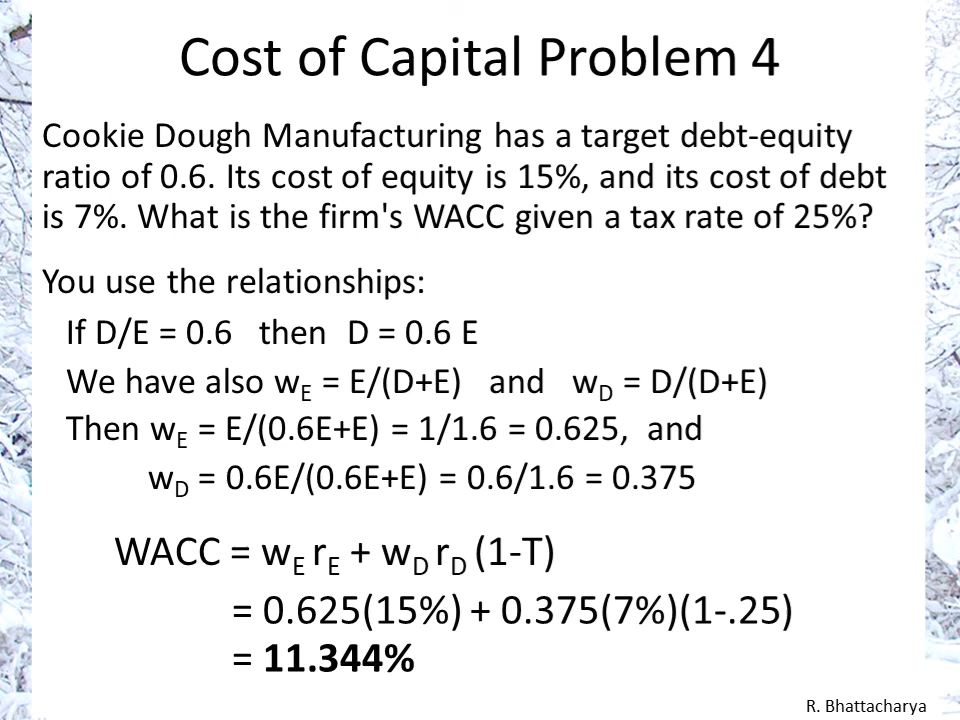 Cost of Capital Problem 4
Cookie Dough Manufacturing has a target debt-equity
ratio of 0.6. Its cost of equity is 15%, and its cost of debt
is 7%. What is the firm's WACC given a tax rate of 25%?
You use the relationships:
If D/E = 0.6 then D = 0.6 E
We have also wE = E/(D+E) and wD = D/(D+E)
Then wE = E/(0.6E+E) = 1/1.6 = 0.625, and
wD = 0.6E/(0.6E+E) = 0.6/1.6 = 0.375
WACC = wE rE + wD rD (1-T)
= 0.625(15%) + 0.375(7%)(1-.25)
= 11.344%
R. Bhattacharya